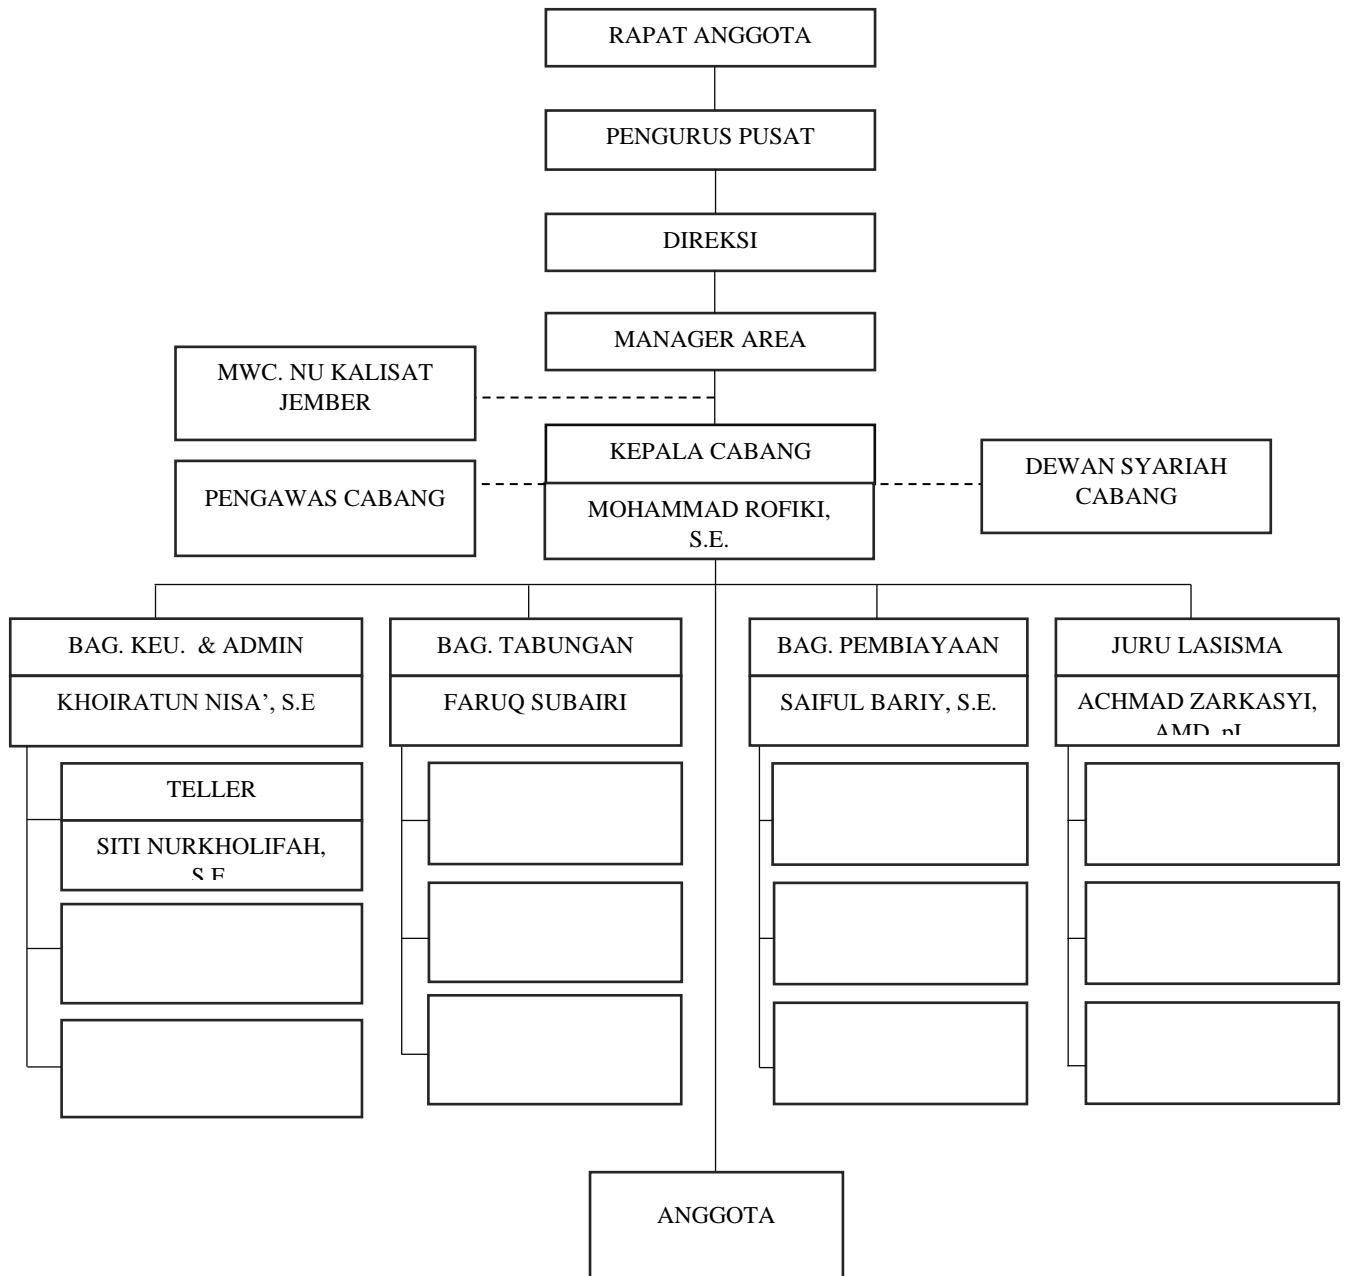 RAPAT ANGGOTA
PENGURUS PUSAT
DIREKSI
MANAGER AREA
MWC. NU KALISAT
JEMBER
KEPALA CABANG
MOHAMMAD ROFIKI,
S.E.
PENGAWAS CABANG
DEWAN SYARIAH
CABANG
BAG. KEU. & ADMIN
KHOIRATUN NISA’, S.E
BAG. TABUNGAN
FARUQ SUBAIRI
BAG. PEMBIAYAAN
SAIFUL BARIY, S.E.
JURU LASISMA
ACHMAD ZARKASYI,
AMD.
TELLER
SITI NURKHOLIFAH,
ANGGOTA